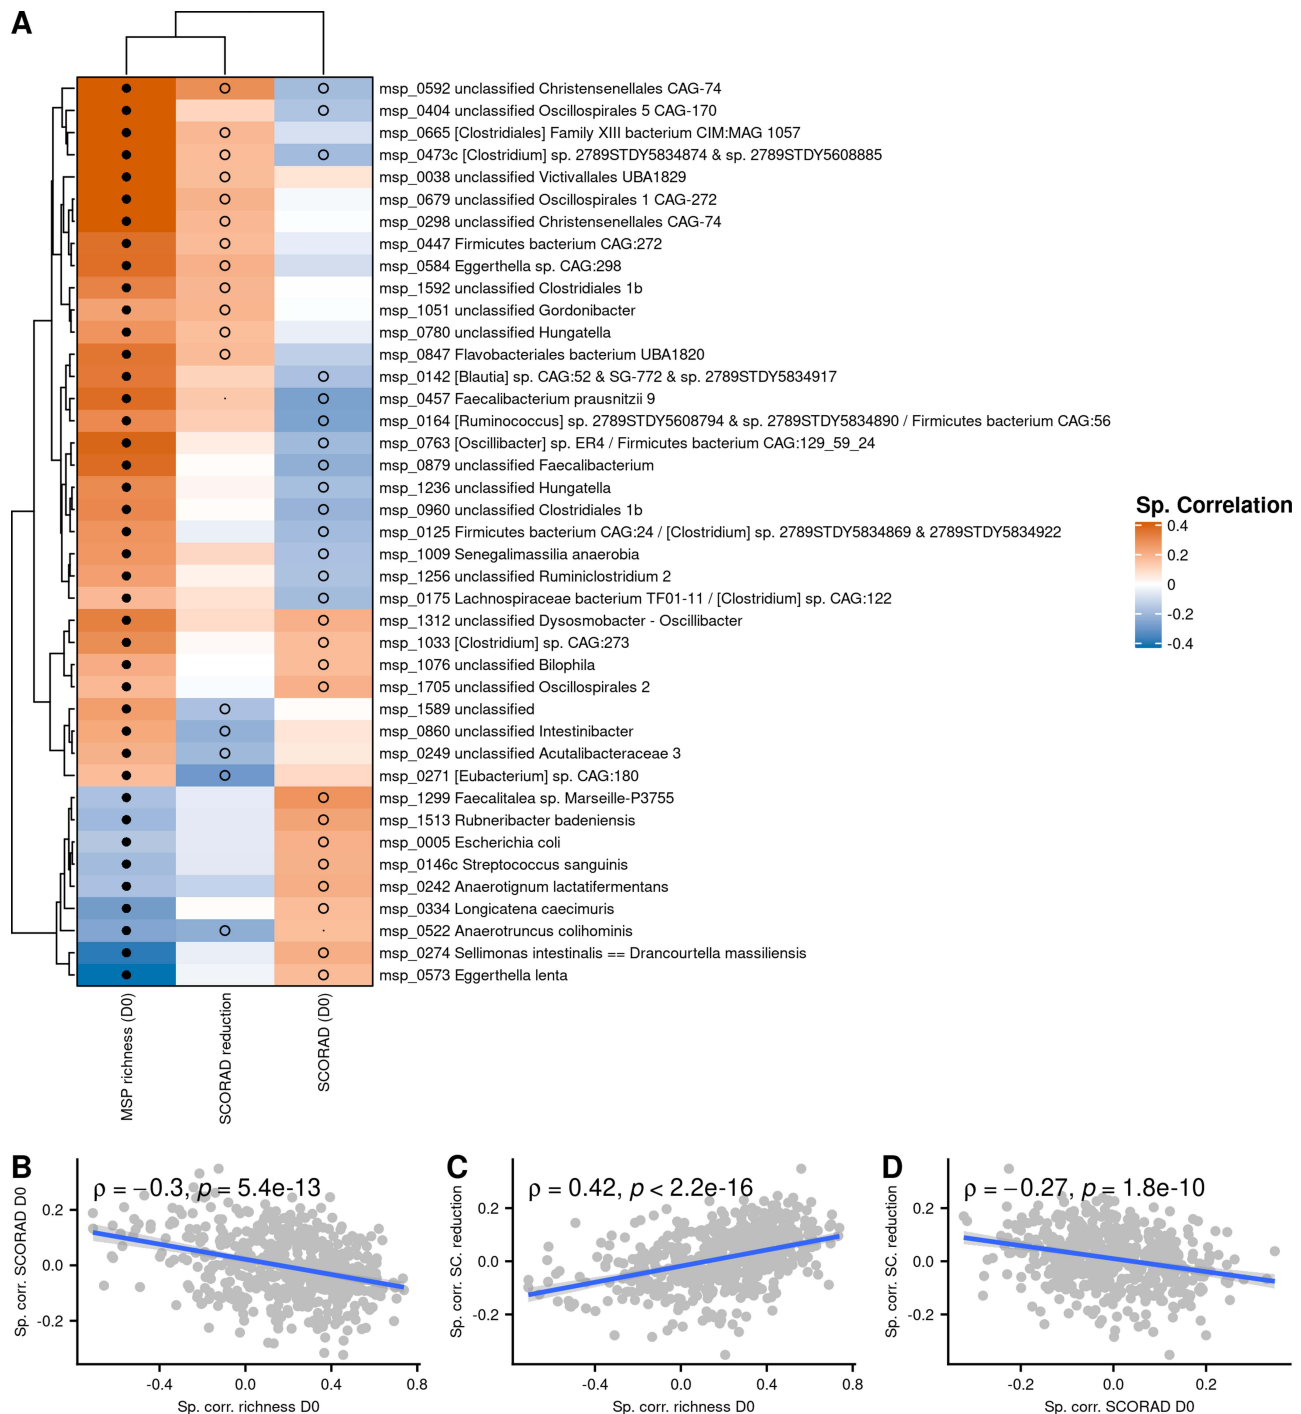 A
msp_0592 unclassified Christensenellales CAG-74
msp_0404 unclassified Oscillospirales 5 CAG-170
msp_0665 [Clostridiales] Family XIII bacterium CIM:MAG 1057
msp_0473c [Clostridium] sp. 2789STDY5834874 & sp. 2789STDY5608885
msp_0038 unclassified Victivallales UBA1829
msp_0679 unclassified Oscillospirales 1 CAG-272
msp_0298 unclassified Christensenellales CAG-74
msp_0447 Firmicutes bacterium CAG:272
msp_0584 Eggerthella sp. CAG:298
msp_1592 unclassified Clostridiales 1b
msp_1051 unclassified Gordonibacter
msp_0780 unclassified Hungatella
msp_0847 Flavobacteriales bacterium UBA1820
msp_0142 [Blautia] sp. CAG:52 & SG-772 & sp. 2789STDY5834917
msp_0457 Faecalibacterium prausnitzii 9
msp_0164 [Ruminococcus] sp. 2789STDY5608794 & sp. 2789STDY5834890 / Firmicutes bacterium CAG:56
msp_0763 [Oscillibacter] sp. ER4 / Firmicutes bacterium CAG:129_59_24
msp_0879 unclassified Faecalibacterium
msp_1236 unclassified Hungatella
msp_0960 unclassified Clostridiales 1b
msp_0125 Firmicutes bacterium CAG:24 / [Clostridium] sp. 2789STDY5834869 & 2789STDY5834922
msp_1009 Senegalimassilia anaerobia
msp_1256 unclassified Ruminiclostridium 2
msp_0175 Lachnospiraceae bacterium TF01-11 / [Clostridium] sp. CAG:122
msp_1312 unclassified Dysosmobacter - Oscillibacter
msp_1033 [Clostridium] sp. CAG:273
msp_1076 unclassified Bilophila
msp_1705 unclassified Oscillospirales 2
msp_1589 unclassified
msp_0860 unclassified Intestinibacter
msp_0249 unclassified Acutalibacteraceae 3
msp_0271 [Eubacterium] sp. CAG:180
msp_1299 Faecalitalea sp. Marseille-P3755
msp_1513 Rubneribacter badeniensis
msp_0005 Escherichia coli
msp_0146c Streptococcus sanguinis
msp_0242 Anaerotignum lactatifermentans
msp_0334 Longicatena caecimuris
msp_0522 Anaerotruncus colihominis
msp_0274 Sellimonas intestinalis == Drancourtella massiliensis
msp_0573 Eggerthella lenta
MSP richness (D0)
SCORAD reduction
SCORAD (D0)
Sp. Correlation
0.4
0.2
0
-0.2
-0.4
B
ρ = −0.3, p = 5.4e-13
Sp. corr. SCORAD D0
0.2
0.0
-0.2
-0.4
0.0
0.4
0.8
Sp. corr. richness D0
C
ρ = 0.42, p < 2.2e-16
Sp. corr. SC. reduction
0.2
0.0
-0.2
-0.4
0.0
0.4
0.8
Sp. corr. richness D0
D
ρ = −0.27, p = 1.8e-10
Sp. corr. SC. reduction
0.2
0.0
-0.2
-0.2
0.0
0.2
Sp. corr. SCORAD D0